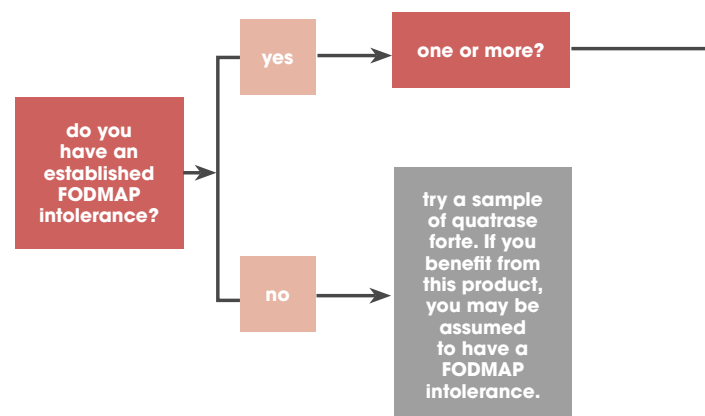 do you
have an
established
FODMAP
intolerance?
yes
one or more?
no
try a sample
of quatrase
forte. If you
benefit from
this product,
you may be
assumed
to have a
FODMAP
intolerance.